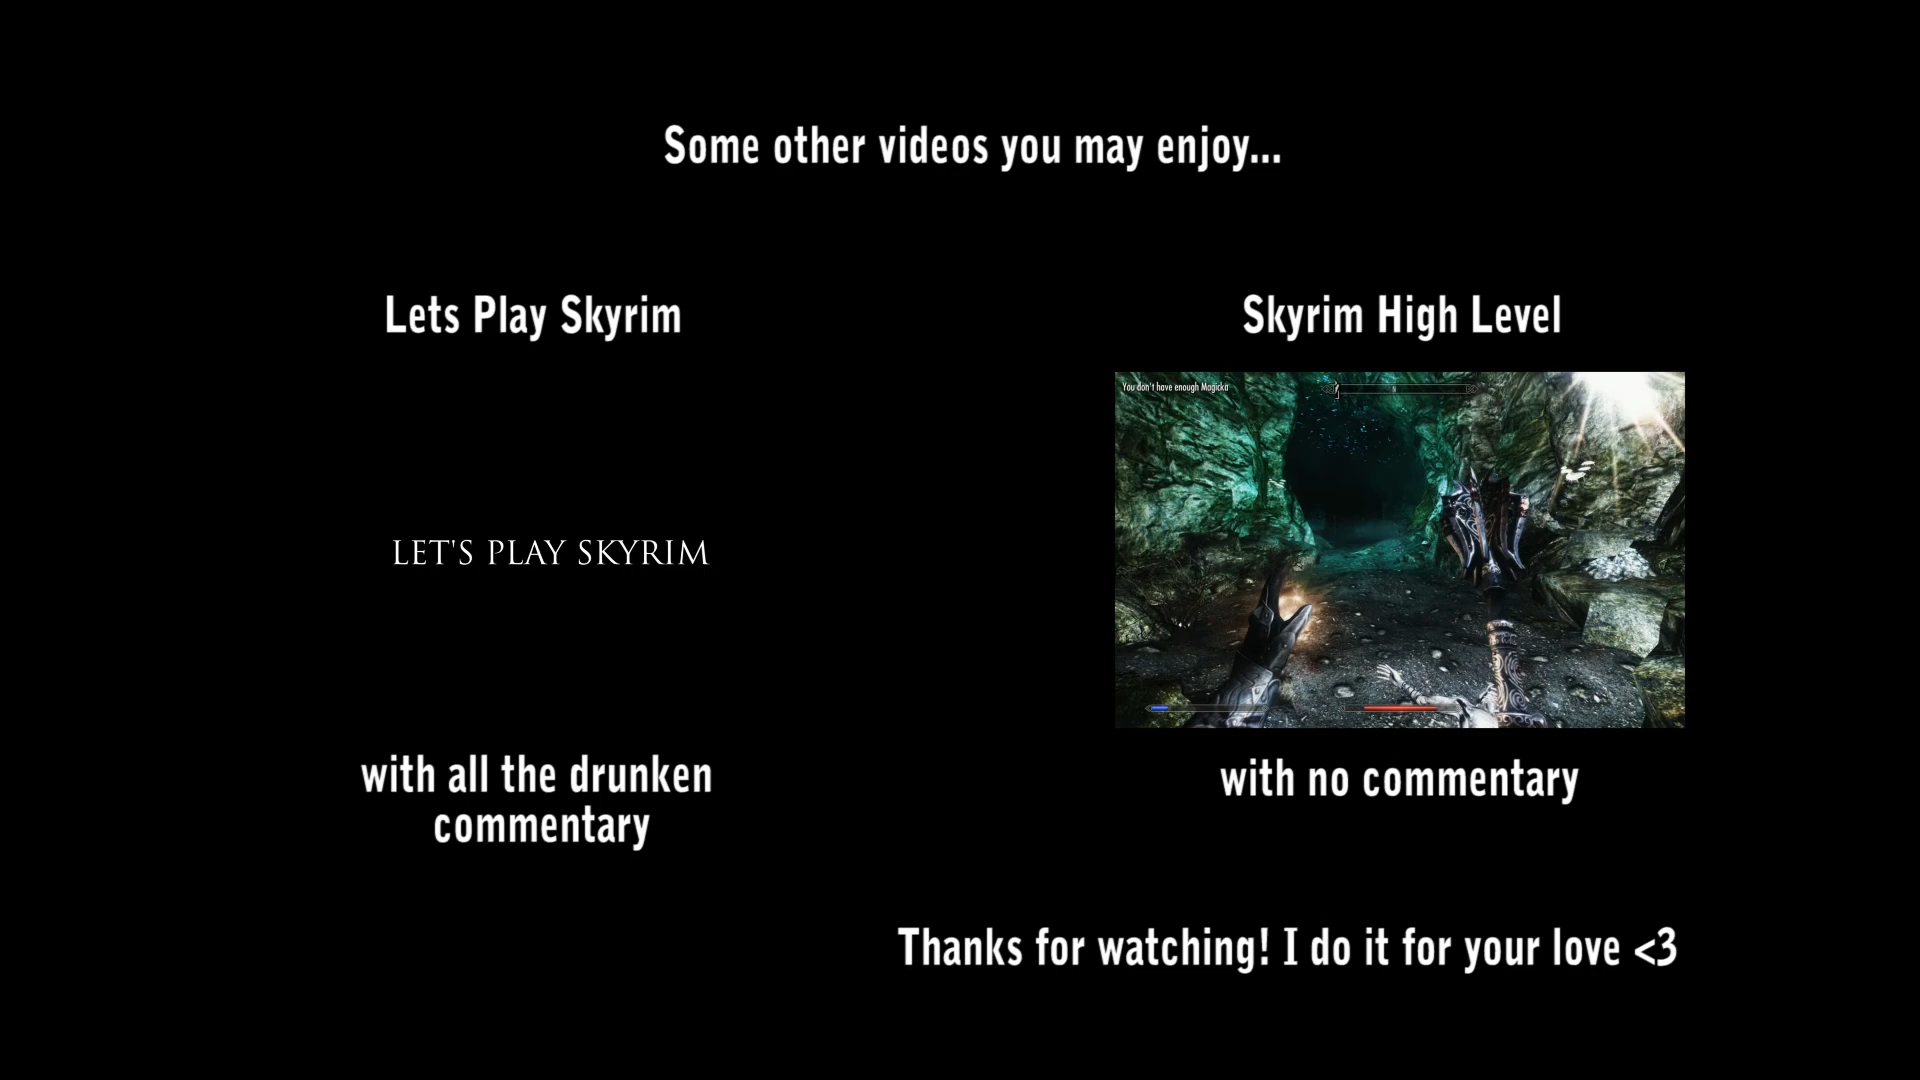 Some other videos you may enjoy...
Lets Play Skyrim
Skyrim High Level
You don't have enough Magicka
N
LET'S PLAY SKYRIM
with all the drunken
commentary
with no commentary
Thanks for watching! I do it for your love <3